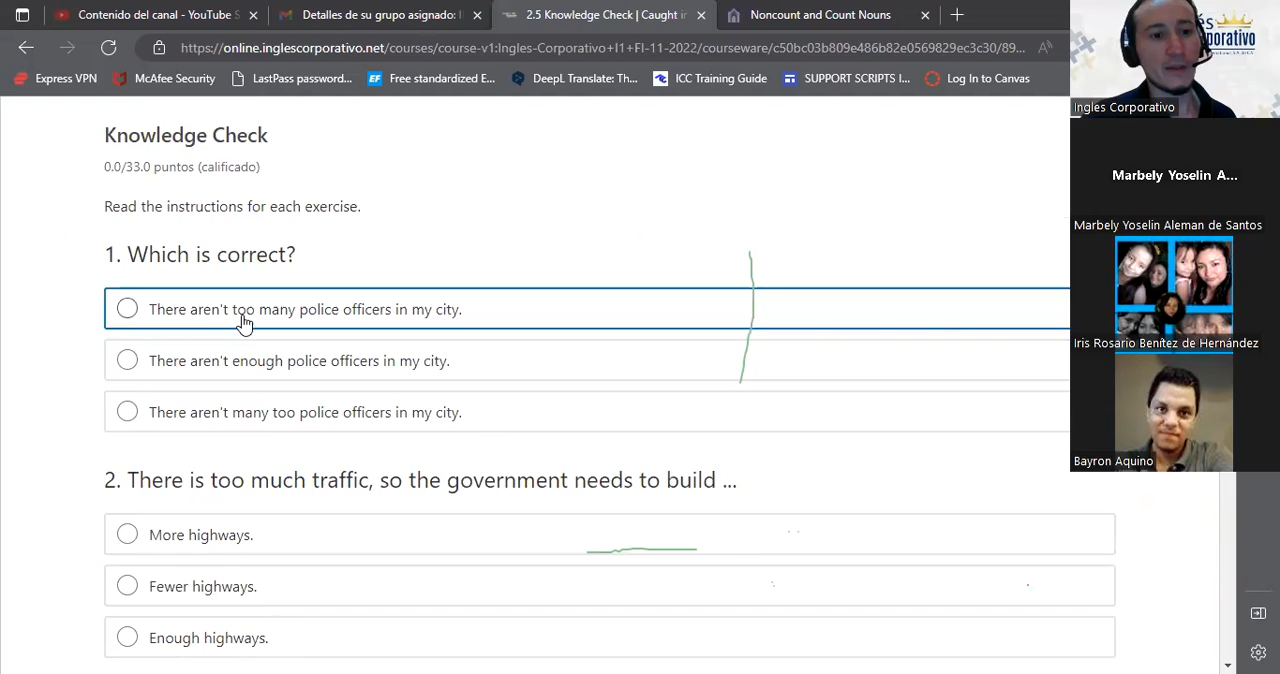 Contenido del canal - YouTube S
Detalles de su grupo asignado: I
2.5 Knowledge Check | Caught in
Noncount and Count Nouns
https://online.inglescorporativo.net/courses/course-v1:Ingles-Corporativo+I1+FI-11-2022/courseware/c50bc03b809e486b82e0569829ec3c30/89...
Express VPN
McAfee Security
LastPass password...
EF
Free standardized E...
DeepL Translate: Th...
ICC Training Guide
SUPPORT SCRIPTS I...
Log In to Canvas
Knowledge Check
0.0/33.0 puntos (calificado)
Read the instructions for each exercise.
1. Which is correct?
There aren't too many police officers in my city.
There aren't enough police officers in my city.
There aren't many too police officers in my city.
2. There is too much traffic, so the government needs to build ...
More highways.
Fewer highways.
Enough highways.
Ingles Corporativo
Marbely Yoselin A...
Marbely Yoselin Aleman de Santos
Iris Rosario Benítez de Hernández
Bayron Aquino